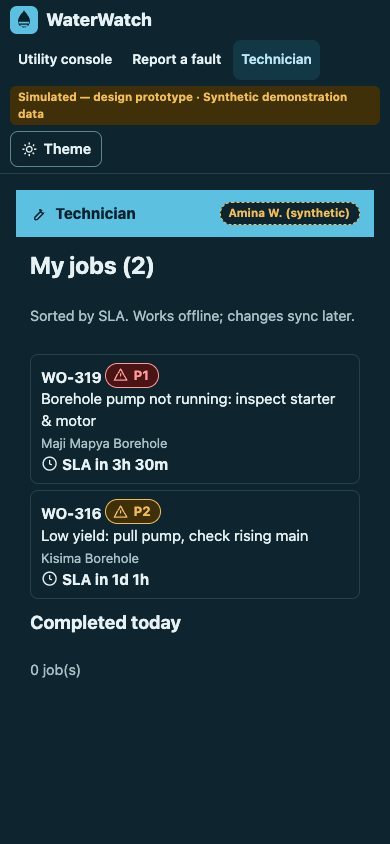 WaterWatch
Utility console Report a fault Technician
Simulated — design prototype · Synthetic demonstration
data
Theme
Technician Amina W. (synthetic)
My jobs (2)
Sorted by SLA. Works offline; changes sync later.
WO-319 P1
Borehole pump not running: inspect starter
& motor
Maji Mapya Borehole
SLA in 3h 30m
WO-316 P2
Low yield: pull pump, check rising main
Kisima Borehole
SLA in 1d 1h
Completed today
0 job(s)